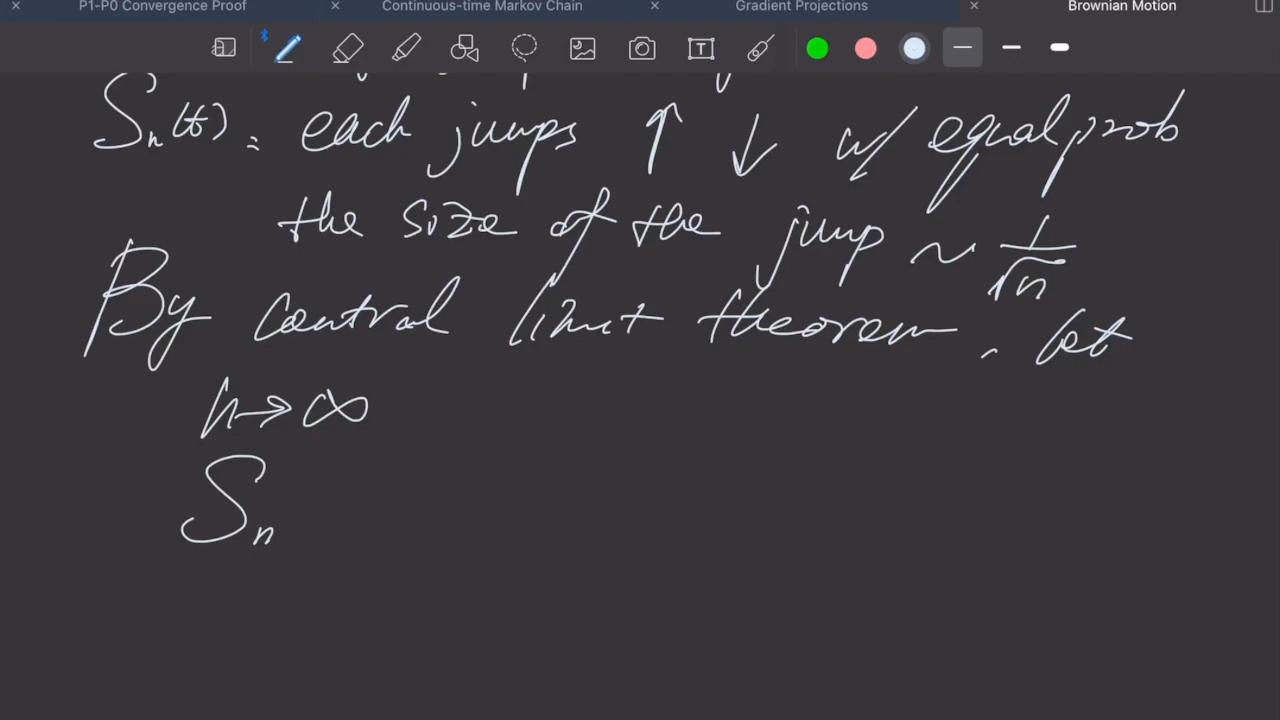 P1-P0 Convergence Proof
Continuous-time Markov Chain
Gradient Projections
Brownian Motion
Sₙ(t) = each jumps ↑ ↓ w/ equal prob
the size of the jump ~ 1/√n
By central limit theorem, let
n→∞
Sₙ